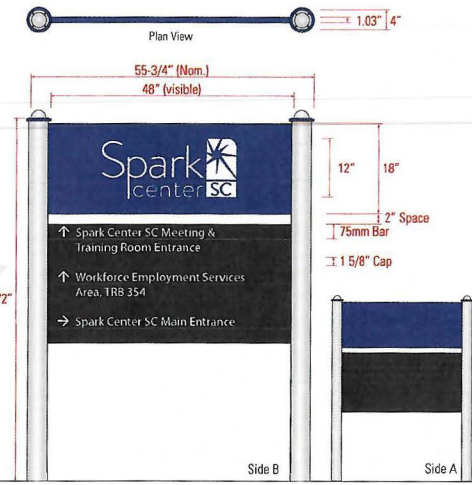 Plan View
1.03" 4"
55-3/4" (Nom.)
48" (visible)
Spark
center SC
12" 18"
2" Space
75mm Bar
1 5/8" Cap
↑ Spark Center SC Meeting &
Training Room Entrance
↑ Workforce Employment Services
Area, TRB 354
→ Spark Center SC Main Entrance
Side B
Side A